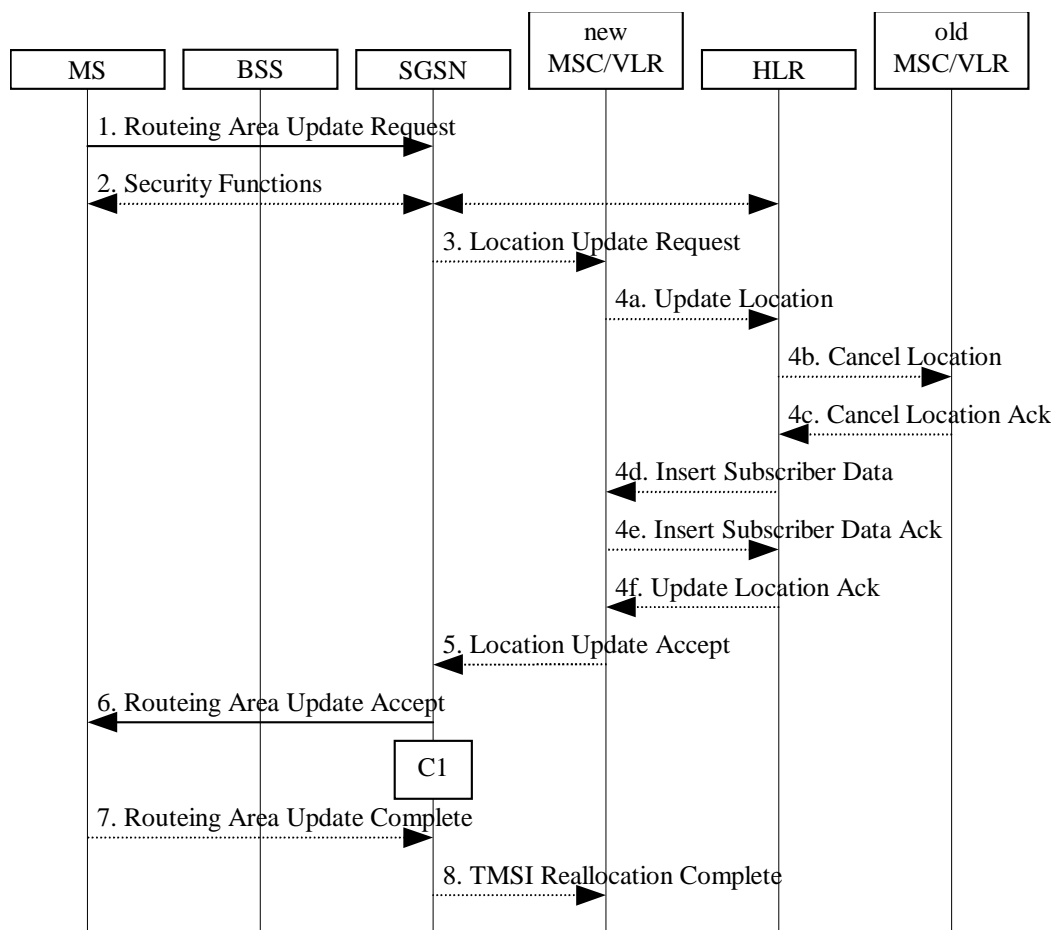 new
old
MS
BSS
SGSN
MSC/VLR
HLR
MSC/VLR
1. Routeing Area Update Request
2. Security Functions
3. Location Update Request
4a. Update Location
4b. Cancel Location
4c. Cancel Location Ack
4d. Insert Subscriber Data
4e. Insert Subscriber Data Ack
4f. Update Location Ack
5. Location Update Accept
6. Routeing Area Update Accept
C1
7. Routeing Area Update Complete
8. TMSI Reallocation Complete